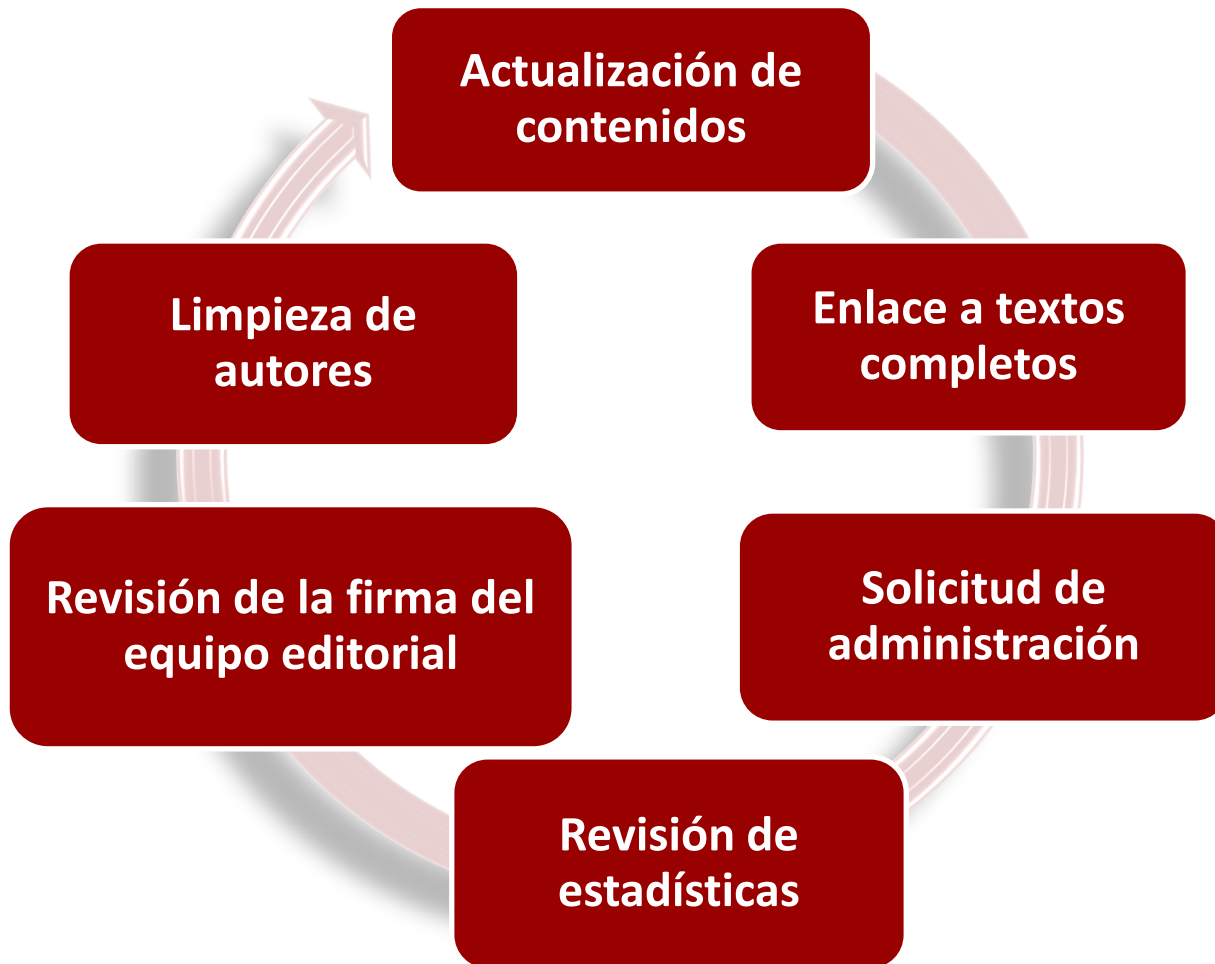 Actualización de
contenidos
Enlace a textos
completos
Solicitud de
administración
Revisión de
estadísticas
Revisión de la firma del
equipo editorial
Limpieza de
autores